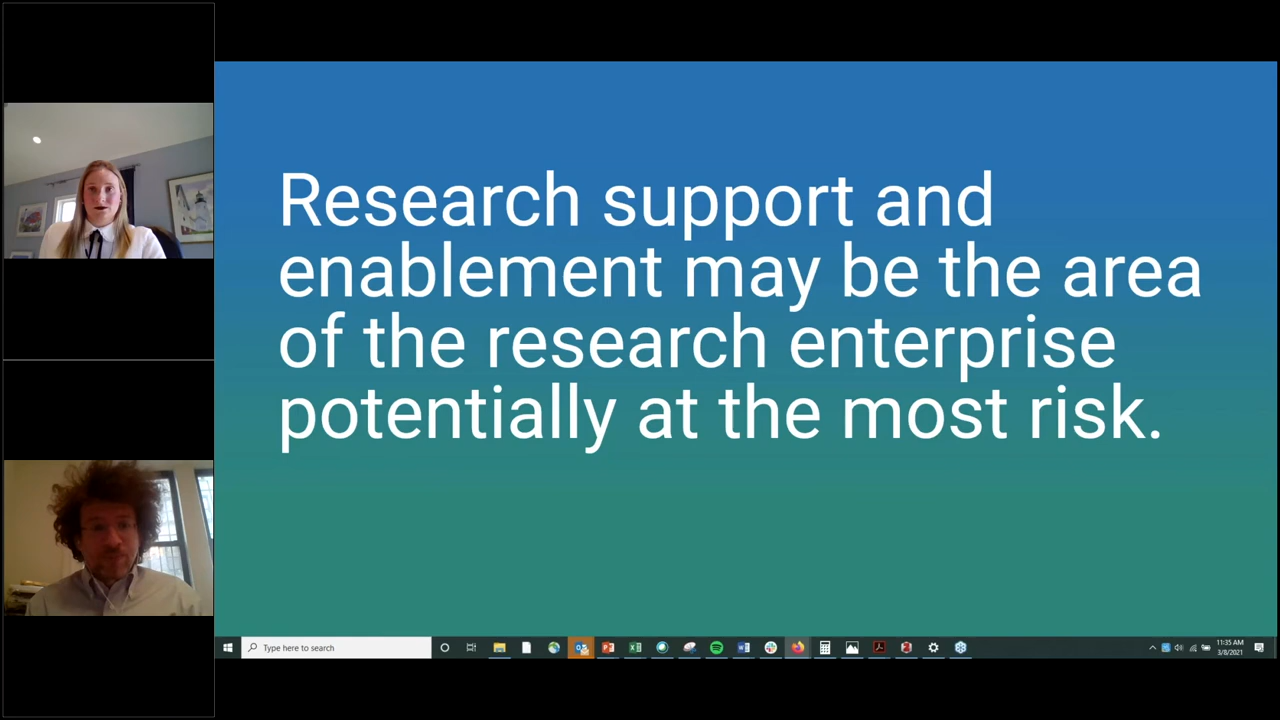 Research support and
enablement may be the area
of the research enterprise
potentially at the most risk.
Type here to search
11:35 AM
3/8/2021